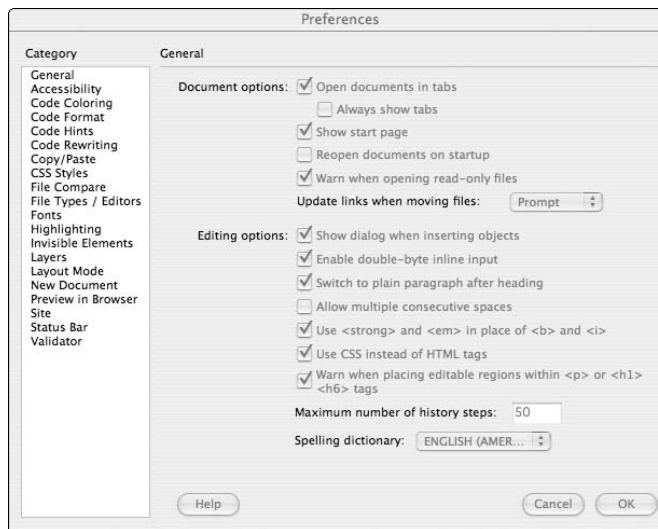 Preferences
Category
General
General
Accessibility
Code Coloring
Code Format
Code Hints
Code Rewriting
Copy/Paste
CSS Styles
File Compare
File Types / Editors
Fonts
Highlighting
Invisible Elements
Layers
Layout Mode
New Document
Preview in Browser
Site
Status Bar
Validator
Document options: Open documents in tabs
Always show tabs
Show start page
Reopen documents on startup
Warn when opening read-only files
Update links when moving files: Prompt
Editing options: Show dialog when inserting objects
Enable double-byte inline input
Switch to plain paragraph after heading
Allow multiple consecutive spaces
Use <strong> and <em> in place of <b> and <i>
Use CSS instead of HTML tags
Warn when placing editable regions within <p> or <h1>
<h6> tags
Maximum number of history steps: 50
Spelling dictionary: ENGLISH (AMER...
Help Cancel OK